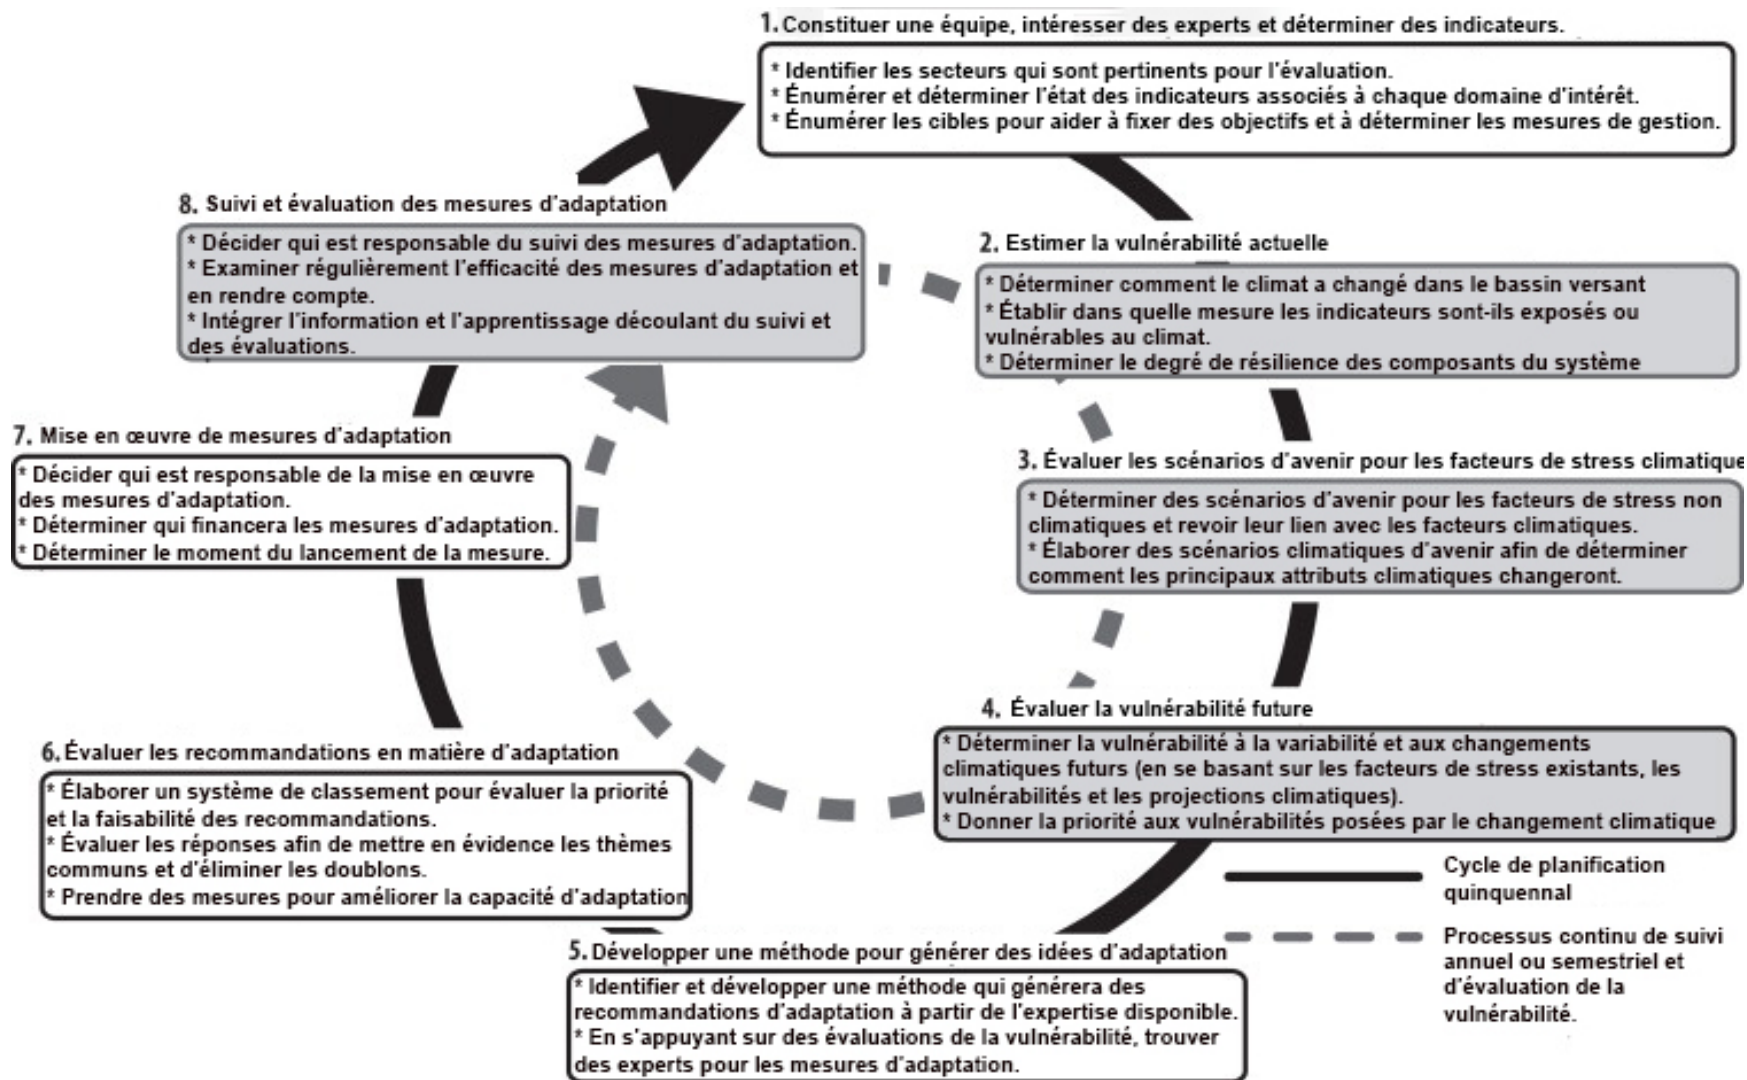 1. Constituer une équipe, intéresser des experts et déterminer des indicateurs.
* Identifier les secteurs qui sont pertinents pour l'évaluation.
* Énumérer et déterminer l'état des indicateurs associés à chaque domaine d'intérêt.
* Énumérer les cibles pour aider à fixer des objectifs et à déterminer les mesures de gestion.
2. Estimer la vulnérabilité actuelle
* Déterminer comment le climat a changé dans le bassin versant
* Établir dans quelle mesure les indicateurs sont-ils exposés ou
vulnérables au climat.
* Déterminer le degré de résilience des composants du système
3. Évaluer les scénarios d'avenir pour les facteurs de stress climatique
* Déterminer des scénarios d'avenir pour les facteurs de stress non
climatiques et revoir leur lien avec les facteurs climatiques.
* Élaborer des scénarios climatiques d'avenir afin de déterminer
comment les principaux attributs climatiques changeront.
4. Évaluer la vulnérabilité future
* Déterminer la vulnérabilité à la variabilité et aux changements
climatiques futurs (en se basant sur les facteurs de stress existants, les
vulnérabilités et les projections climatiques).
* Donner la priorité aux vulnérabilités posées par le changement climatique
5. Développer une méthode pour générer des idées d'adaptation
* Identifier et développer une méthode qui générera des
recommandations d'adaptation à partir de l'expertise disponible.
* En s'appuyant sur des évaluations de la vulnérabilité, trouver
des experts pour les mesures d'adaptation.
6. Évaluer les recommandations en matière d'adaptation
* Élaborer un système de classement pour évaluer la priorité
et la faisabilité des recommandations.
* Évaluer les réponses afin de mettre en évidence les thèmes
communs et d'éliminer les doublons.
* Prendre des mesures pour améliorer la capacité d'adaptation
7. Mise en œuvre de mesures d'adaptation
* Décider qui est responsable de la mise en œuvre
des mesures d'adaptation.
* Déterminer qui financera les mesures d'adaptation.
* Déterminer le moment du lancement de la mesure.
8. Suivi et évaluation des mesures d'adaptation
* Décider qui est responsable du suivi des mesures d'adaptation.
* Examiner régulièrement l'efficacité des mesures d'adaptation et
en rendre compte.
* Intégrer l'information et l'apprentissage découlant du suivi et
des évaluations.
Cycle de planification
quinquennal
Processus continu de suivi
annuel ou semestriel et
d'évaluation de la
vulnérabilité.